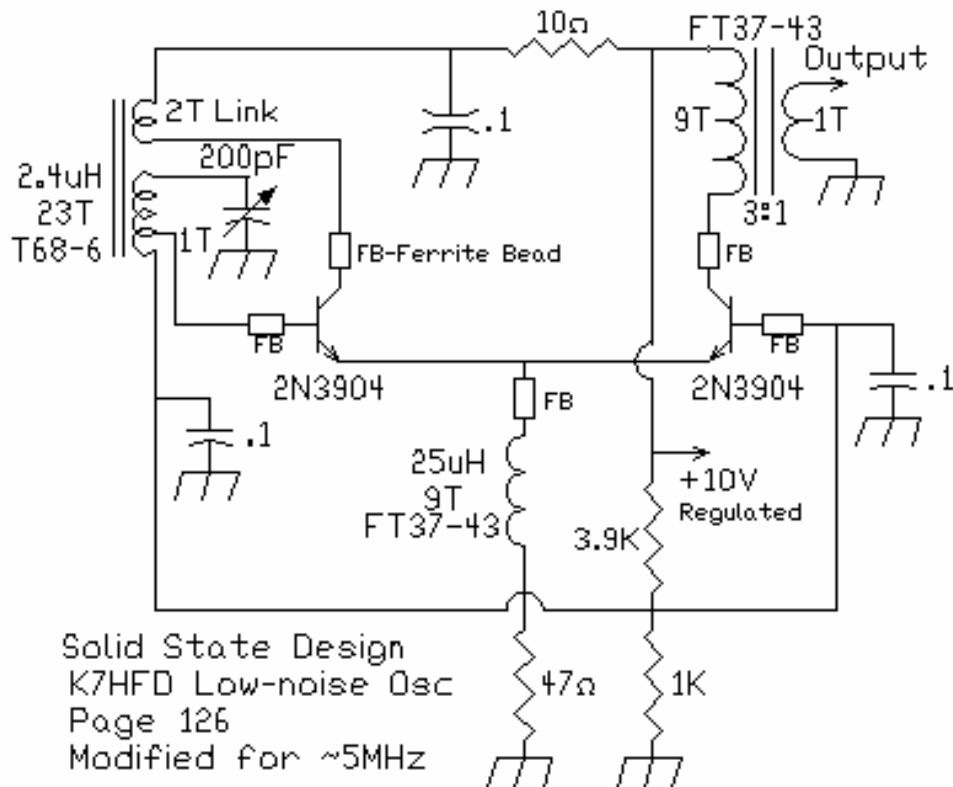 10Ω
FT37-43
Output
2T Link
.1
9T
1T
200pF
2.4uH
23T
T68-6
1T
3:1
FB-Ferrite Bead
FB
FB
FB
2N3904
2N3904
.1
FB
.1
25uH
9T
FT37-43
+10V
Regulated
3.9K
Solid State Design
K7HFD Low-noise Osc
Page 126
Modified for ~5MHz
47Ω
1K